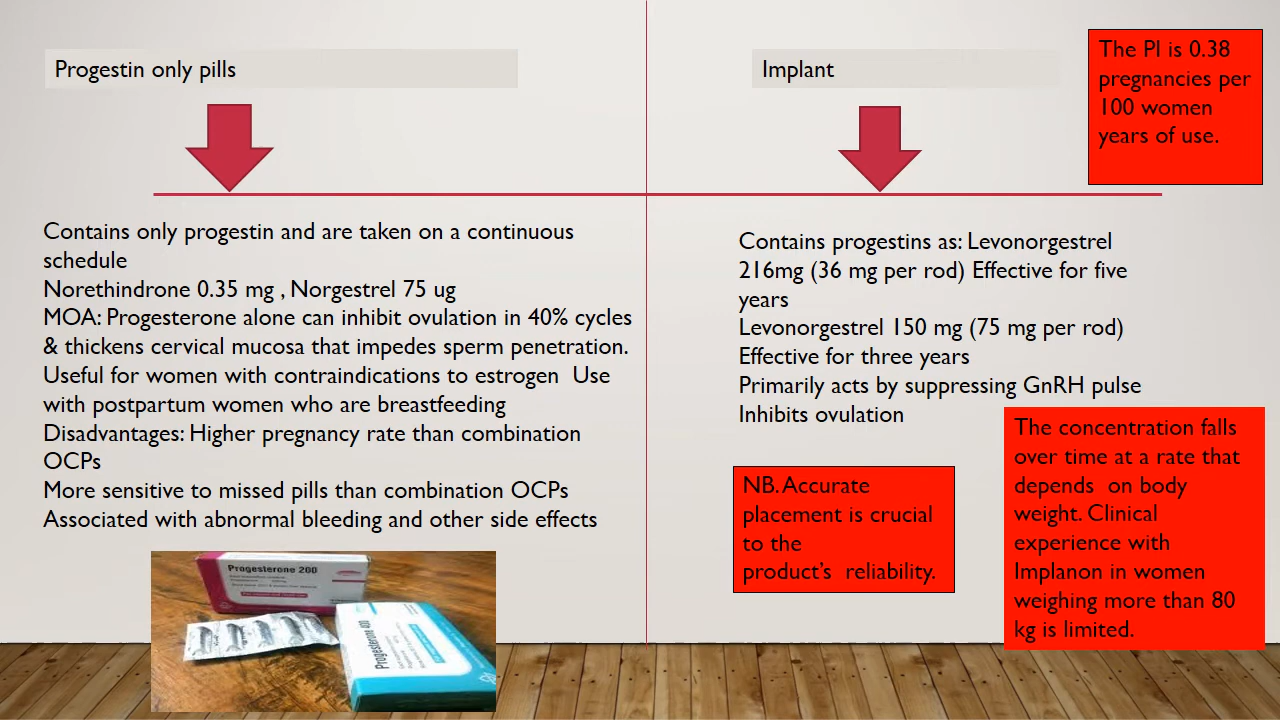 Progestin only pills
Contains only progestin and are taken on a continuous
schedule
Norethindrone 0.35 mg , Norgestrel 75 ug
MOA: Progesterone alone can inhibit ovulation in 40% cycles
& thickens cervical mucosa that impedes sperm penetration.
Useful for women with contraindications to estrogen  Use
with postpartum women who are breastfeeding
Disadvantages: Higher pregnancy rate than combination
OCPs
More sensitive to missed pills than combination OCPs
Associated with abnormal bleeding and other side effects
Progesterone 200
Progesterone 400
Implant
The PI is 0.38
pregnancies per
100 women
years of use.
Contains progestins as: Levonorgestrel
216mg (36 mg per rod) Effective for five
years
Levonorgestrel 150 mg (75 mg per rod)
Effective for three years
Primarily acts by suppressing GnRH pulse
Inhibits ovulation
NB. Accurate
placement is crucial
to the
product’s  reliability.
The concentration falls
over time at a rate that
depends  on body
weight. Clinical
experience with
Implanon in women
weighing more than 80
kg is limited.